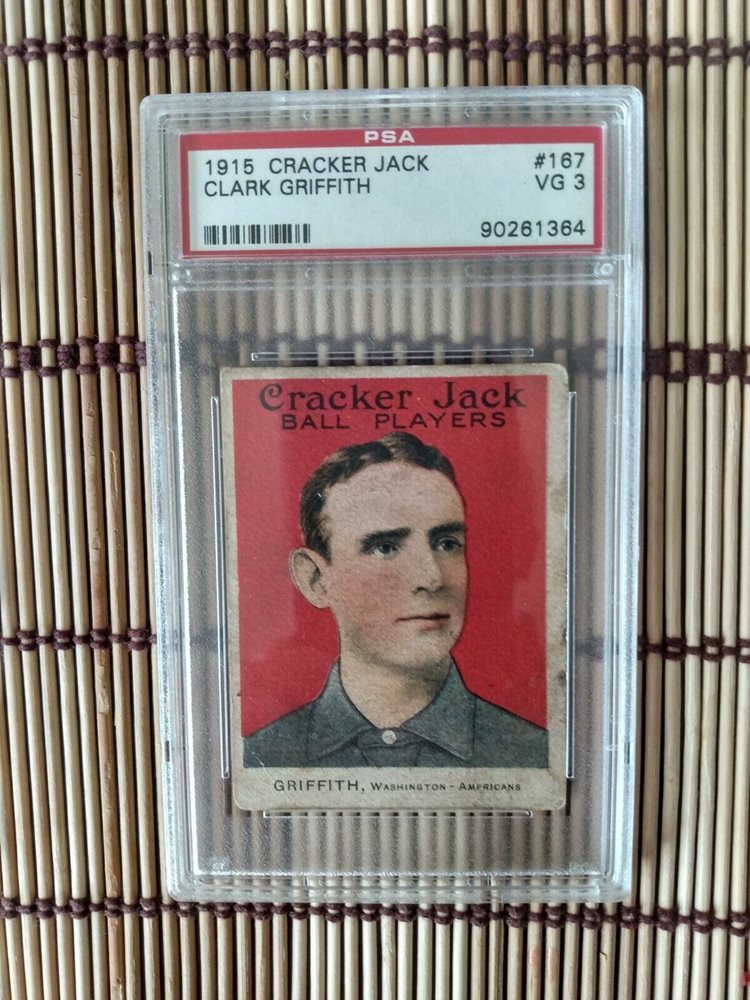 PSA
1915 CRACKER JACK #167
CLARK GRIFFITH VG 3
90261364
Cracker Jack
BALL PLAYERS
GRIFFITH, WASHINGTON - AMERICANS